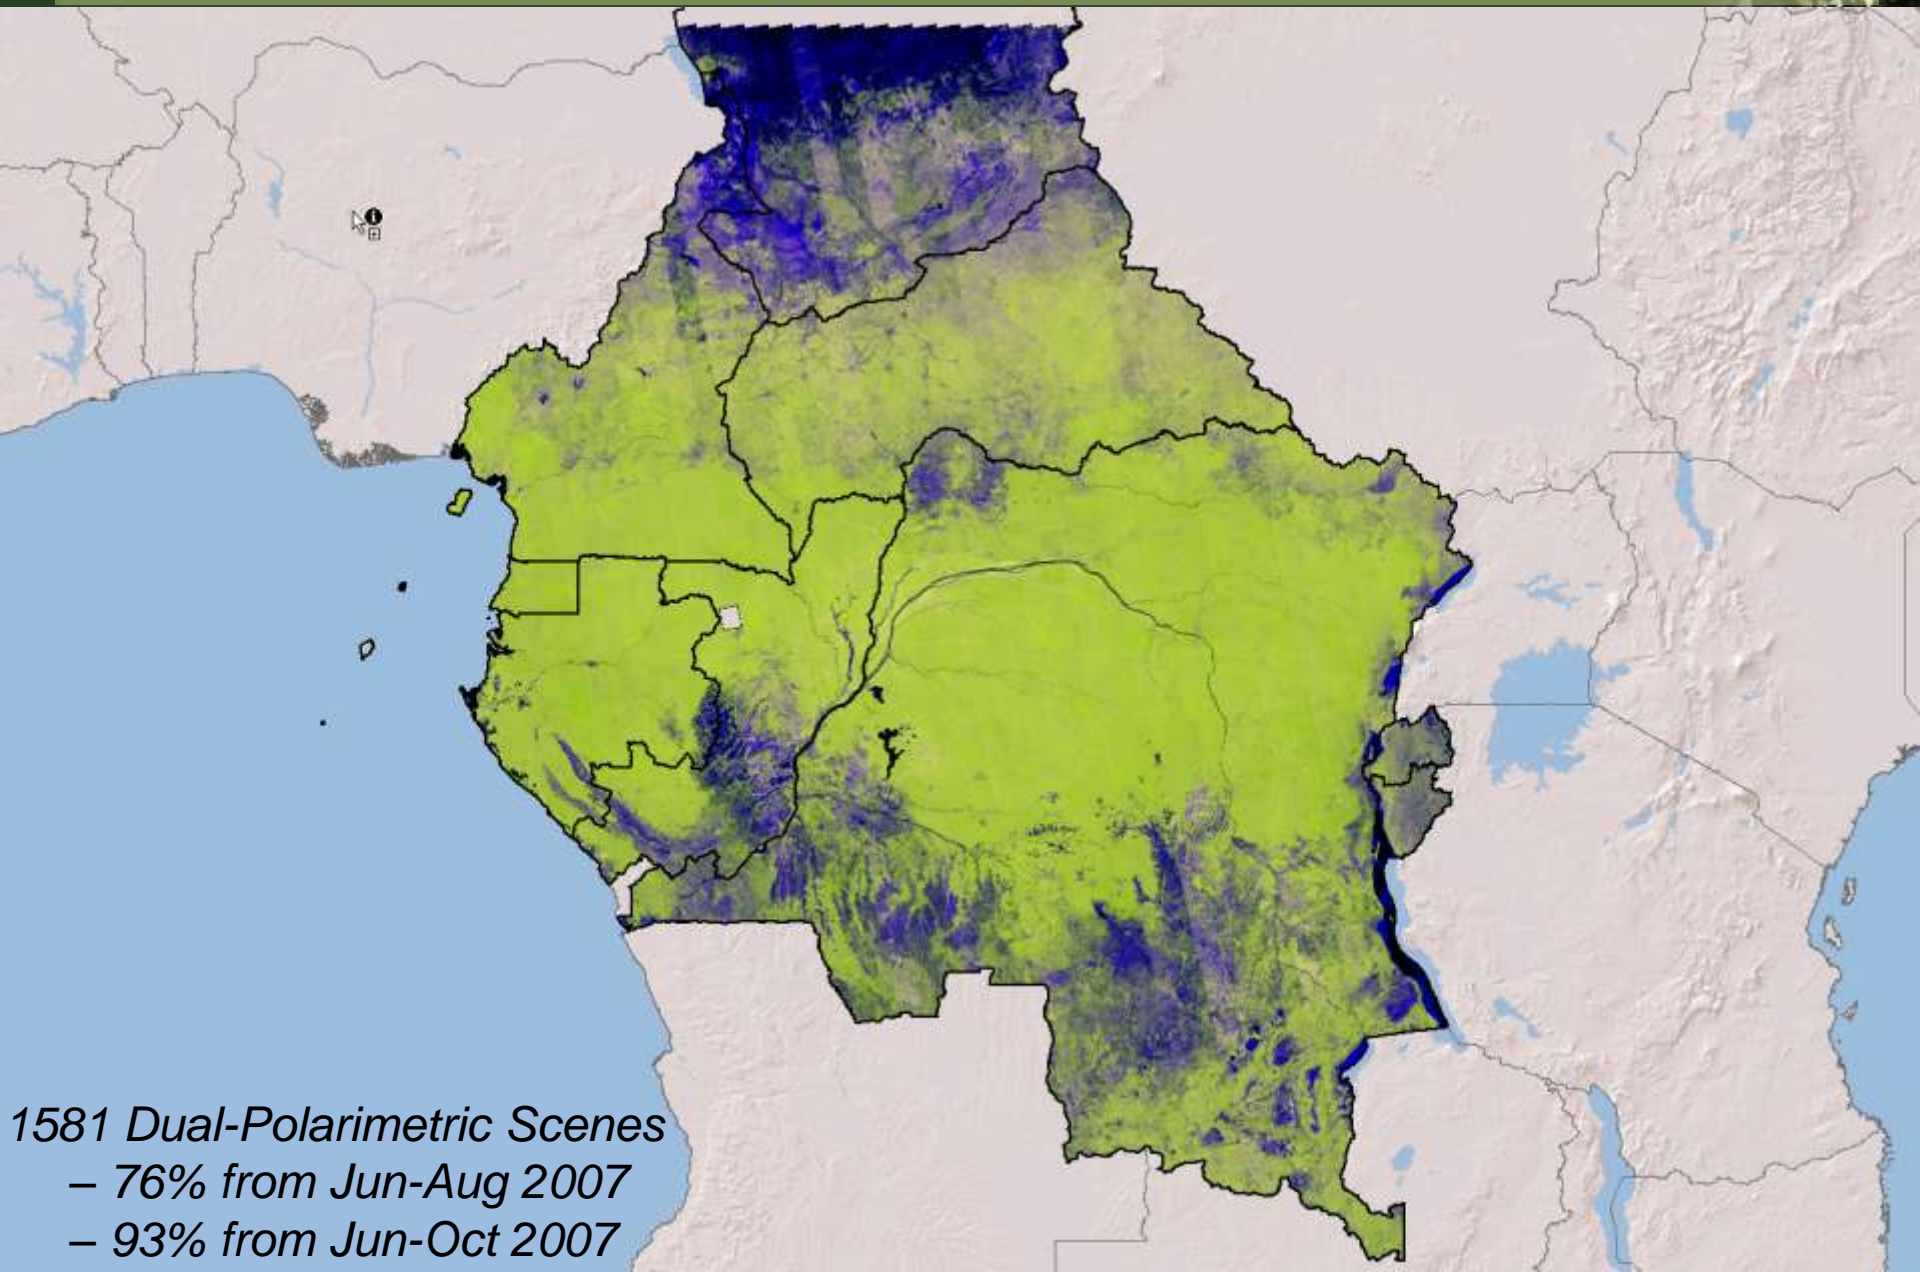 1581 Dual-Polarimetric Scenes
– 76% from Jun-Aug 2007
– 93% from Jun-Oct 2007